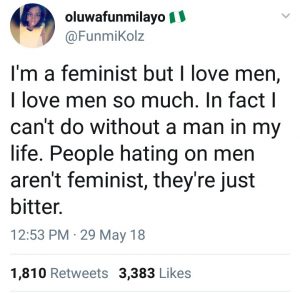 oluwafunmilayo 🇳🇬
@FunmiKolz
I'm a feminist but I love men,
I love men so much. In fact I
can't do without a man in my
life. People hating on men
aren't feminist, they're just
bitter.
12:53 PM · 29 May 18
1,810 Retweets 3,383 Likes